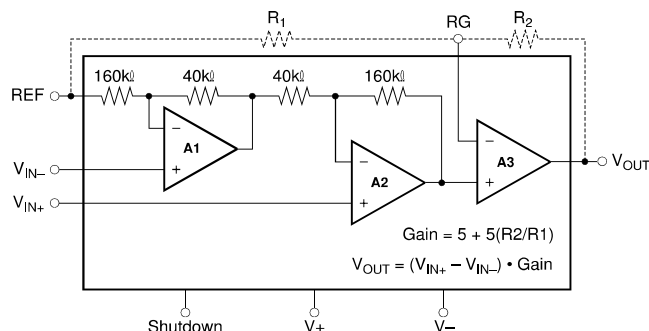 R1 RG R2
160kΩ 40kΩ 40kΩ 160kΩ
REF
A1
VIN–
A2
A3
VOUT
VIN+
Gain = 5 + 5(R2/R1)
VOUT = (VIN+ – VIN–) • Gain
Shutdown V+ V–